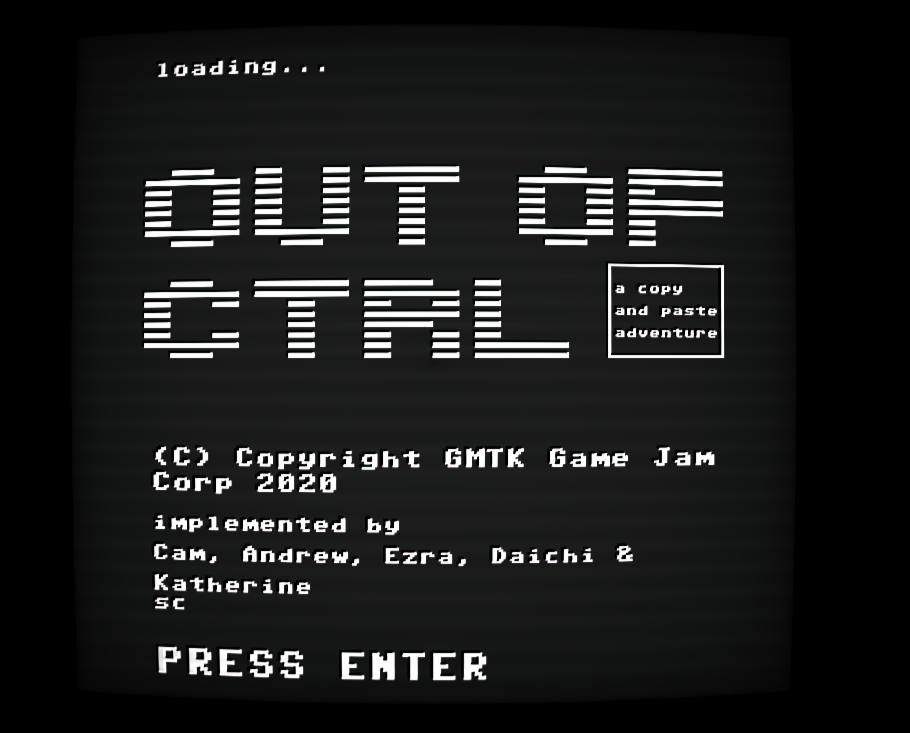 loading...
OUT OF
CTRL
a copy
and paste
adventure
(C) Copyright GMTK Game Jam
Corp 2020
implemented by
Cam, Andrew, Ezra, Daichi &
Katherine
sc
PRESS ENTER